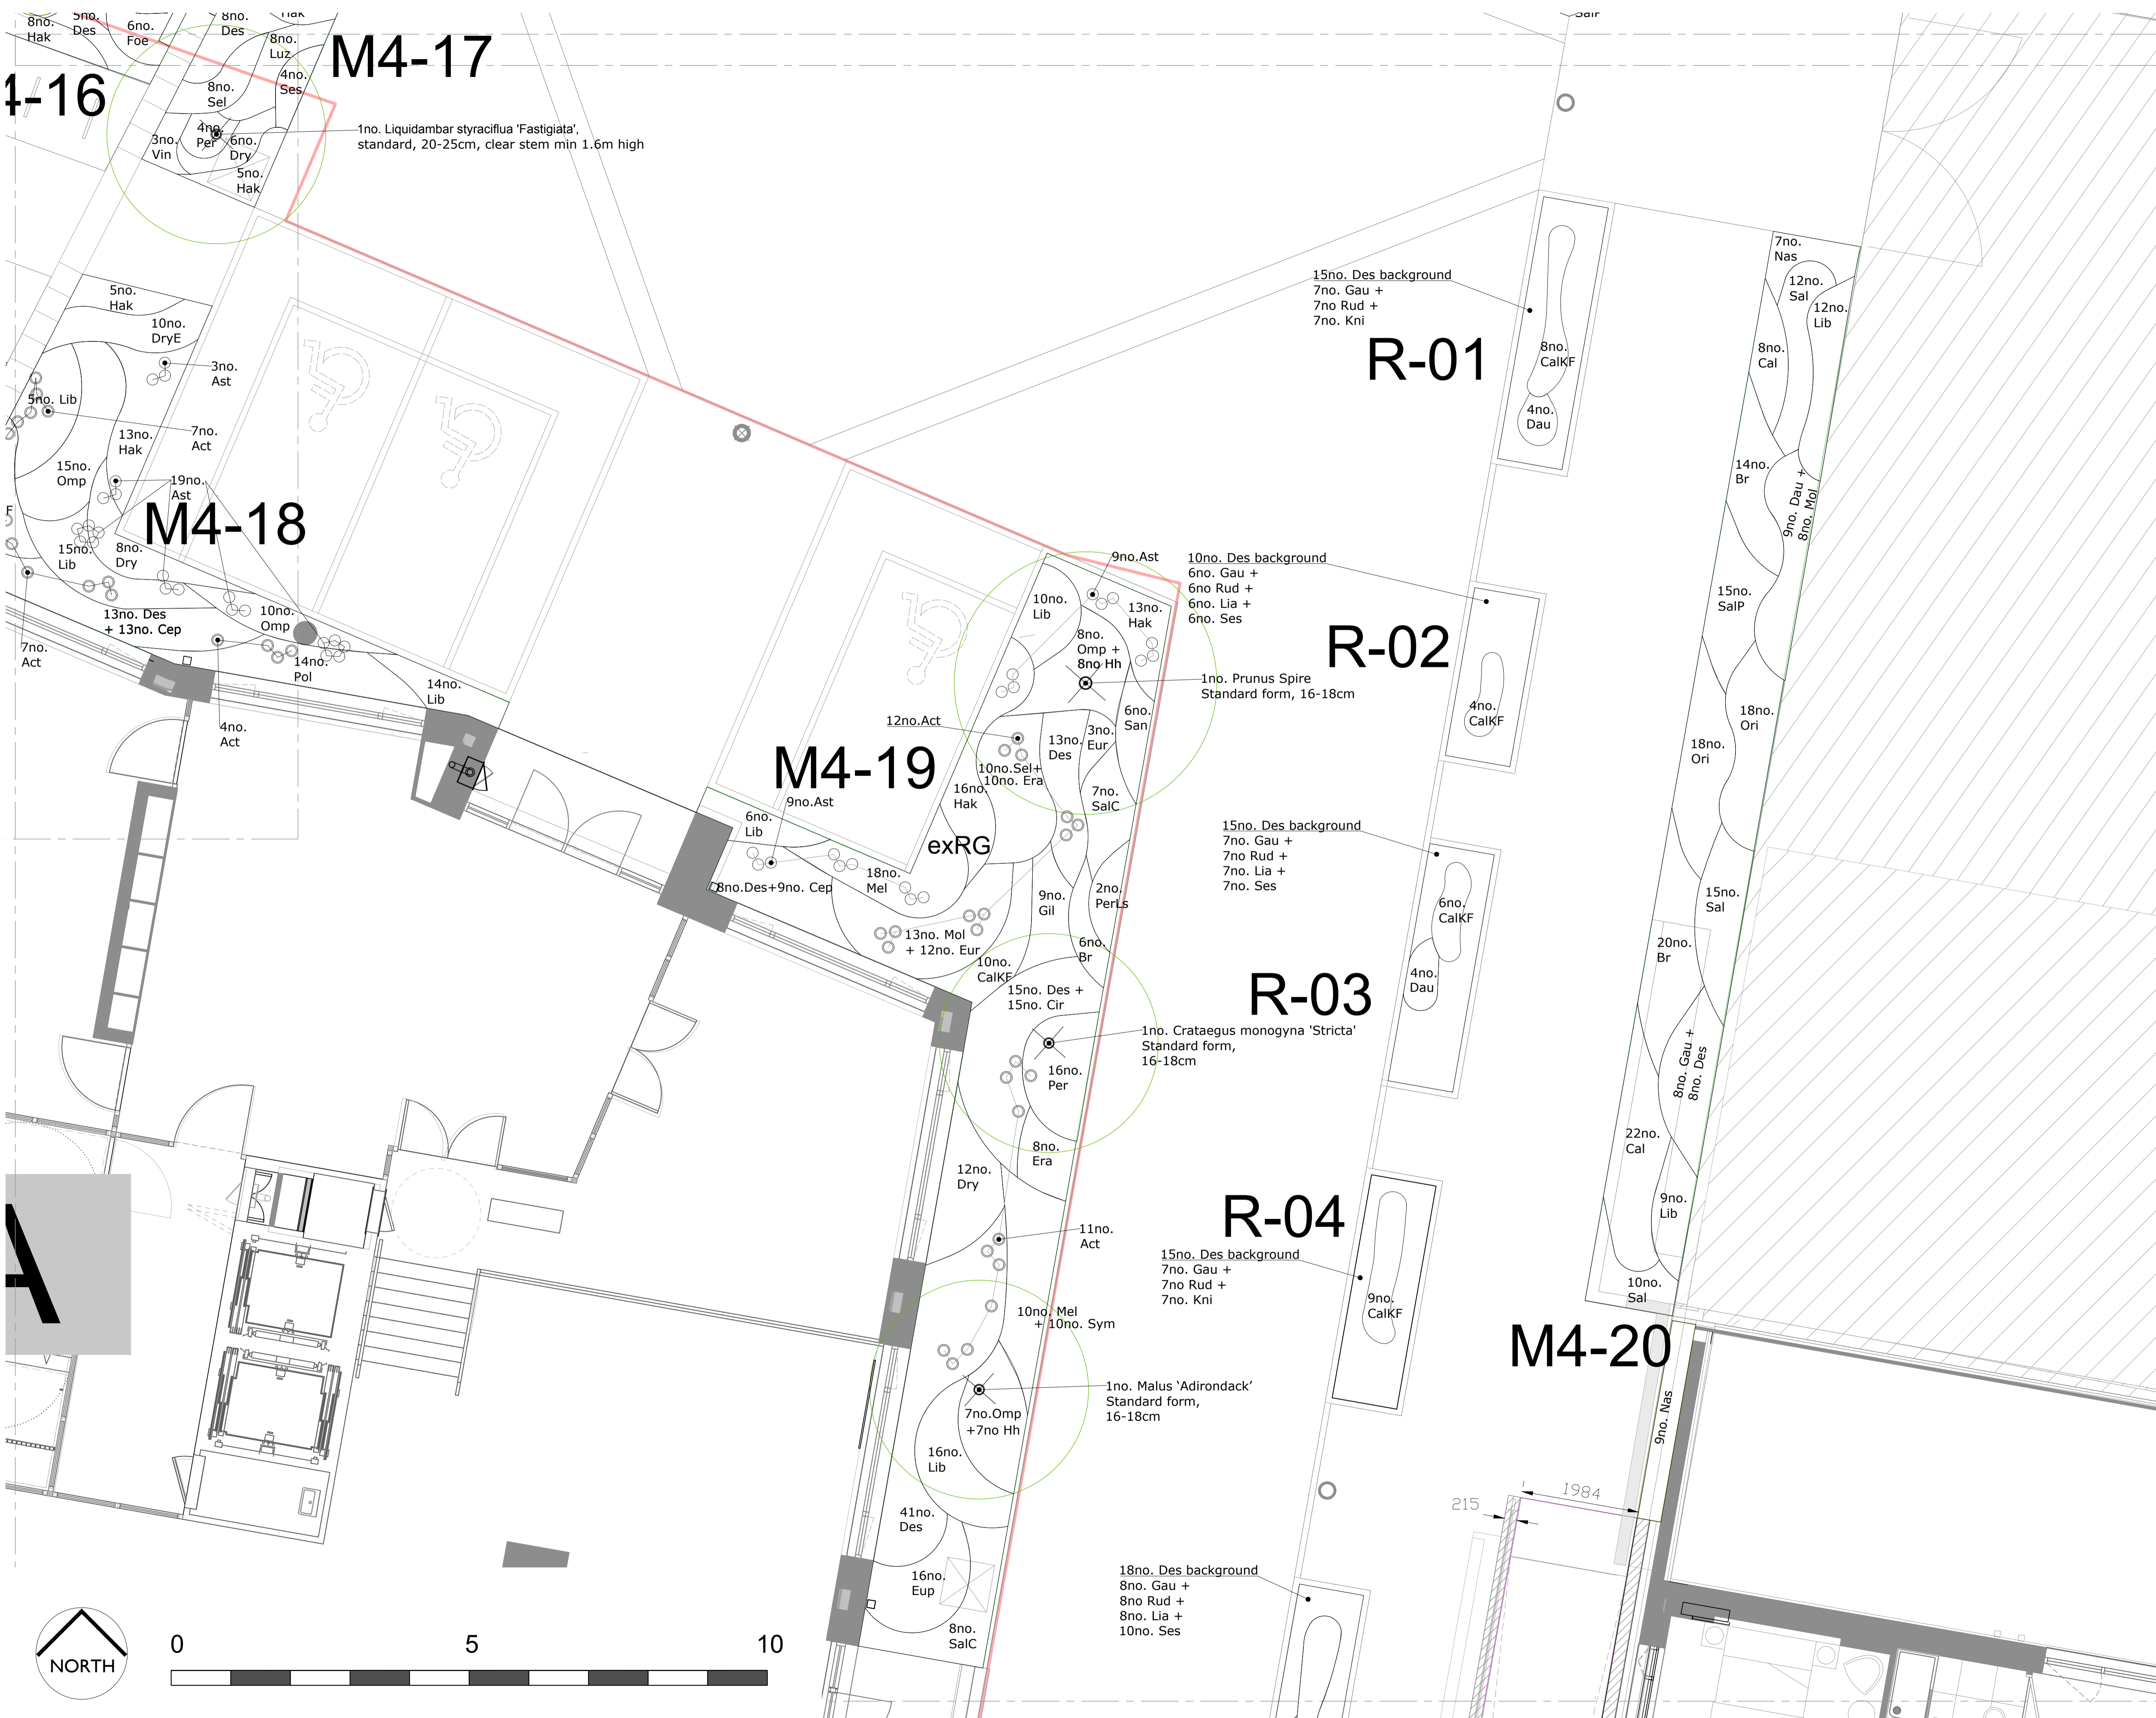 8no.
Hak
5no.
Des
6no.
Foe
8no.
Des
Hak
8no.
Luz
4no.
Ses
8no.
Sel
4no.
Per
3no.
Vin
6no.
Dry
5no.
Hak
M4-17
4-16
1no. Liquidambar styraciflua 'Fastigiata',
standard, 20-25cm, clear stem min 1.6m high
SalP
5no.
Hak
10no.
DryE
3no.
Ast
5no. Lib
7no.
Act
13no.
Hak
15no.
Omp
19no.
Ast
M4-18
F
15no.
Lib
8no.
Dry
13no. Des
+ 13no. Cep
10no.
Omp
7no.
Act
14no.
Pol
14no.
Lib
4no.
Act
15no. Des background
7no. Gau +
7no Rud +
7no. Kni
R-01
8no.
CalKF
4no.
Dau
7no.
Nas
12no.
Sal
12no.
Lib
8no.
Cal
14no.
Br
9no. Dau +
8no. Mol
15no.
SalP
18no.
Ori
18no.
Ori
15no.
Sal
20no.
Br
8no. Gau +
8no. Des
22no.
Cal
9no.
Lib
10no.
Sal
M4-20
9no. Nas
9no.Ast
10no.
Lib
13no.
Hak
8no.
Omp +
8no Hh
1no. Prunus Spire
Standard form, 16-18cm
6no.
San
3no.
Eur
13no.
Des
12no.Act
10no.Sel+
10no. Era
M4-19
16no.
Hak
7no.
SalC
9no.Ast
6no.
Lib
exRG
18no.
Mel
8no.Des+9no. Cep
9no.
Gil
2no.
PerLs
13no. Mol
+ 12no. Eur
6no.
Br
10no.
CalKF
15no. Des +
15no. Cir
1no. Crataegus monogyna 'Stricta'
Standard form,
16-18cm
16no.
Per
8no.
Era
12no.
Dry
11no.
Act
10no. Mel
+ 10no. Sym
1no. Malus ‘Adirondack’
Standard form,
16-18cm
7no.Omp
+7no Hh
16no.
Lib
41no.
Des
16no.
Eup
8no.
SalC
10no. Des background
6no. Gau +
6no Rud +
6no. Lia +
6no. Ses
R-02
4no.
CalKF
15no. Des background
7no. Gau +
7no Rud +
7no. Lia +
7no. Ses
6no.
CalKF
4no.
Dau
R-03
R-04
15no. Des background
7no. Gau +
7no Rud +
7no. Kni
9no.
CalKF
18no. Des background
8no. Gau +
8no Rud +
8no. Lia +
10no. Ses
215
1984
A
NORTH
0 5 10